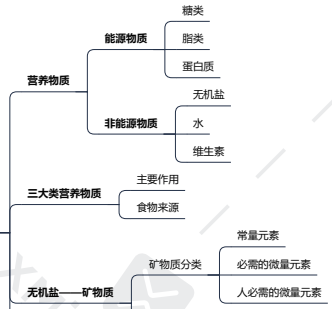 营养物质
能源物质
糖类
脂类
蛋白质
非能源物质
无机盐
水
维生素
三大类营养物质
主要作用
食物来源
无机盐——矿物质
矿物质分类
常量元素
必需的微量元素
人必需的微量元素